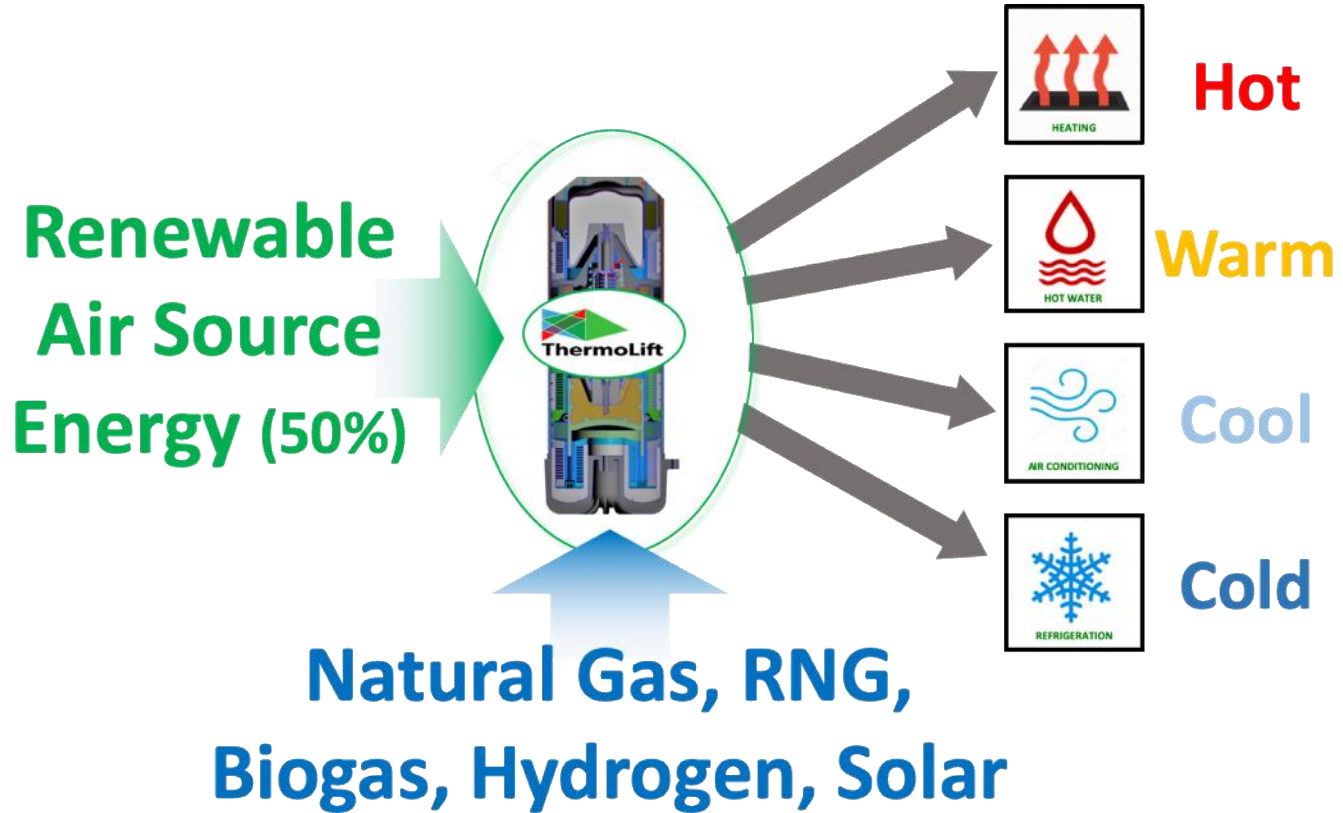 Renewable
Air Source
Energy (50%)
ThermoLift
Natural Gas, RNG,
Biogas, Hydrogen, Solar
HEATING
Hot
HOT WATER
Warm
AIR CONDITIONING
Cool
REFRIGERATION
Cold